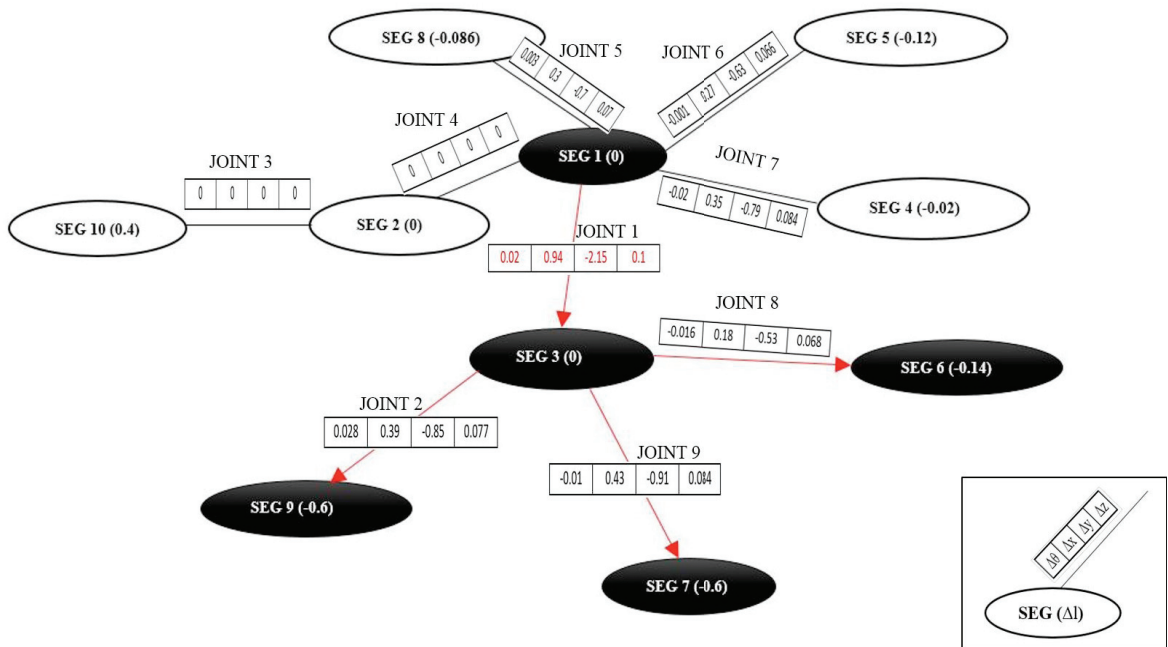 SEG 8 (-0.086)
JOINT 5
0.003 0.3 -0.7 0.07
JOINT 6
-0.001 0.27 -0.63 0.066
SEG 5 (-0.12)
JOINT 4
0 0 0 0
SEG 1 (0)
JOINT 3
0 0 0 0
JOINT 7
-0.02 0.35 -0.79 0.084
SEG 10 (0.4)
SEG 2 (0)
SEG 4 (-0.02)
JOINT 1
0.02 0.94 -2.15 0.1
JOINT 8
-0.016 0.18 -0.53 0.068
SEG 3 (0)
SEG 6 (-0.14)
JOINT 2
0.028 0.39 -0.85 0.077
JOINT 9
-0.01 0.43 -0.91 0.084
SEG 9 (-0.6)
SEG 7 (-0.6)
Δθ Δx Δy Δz
SEG (Δl)